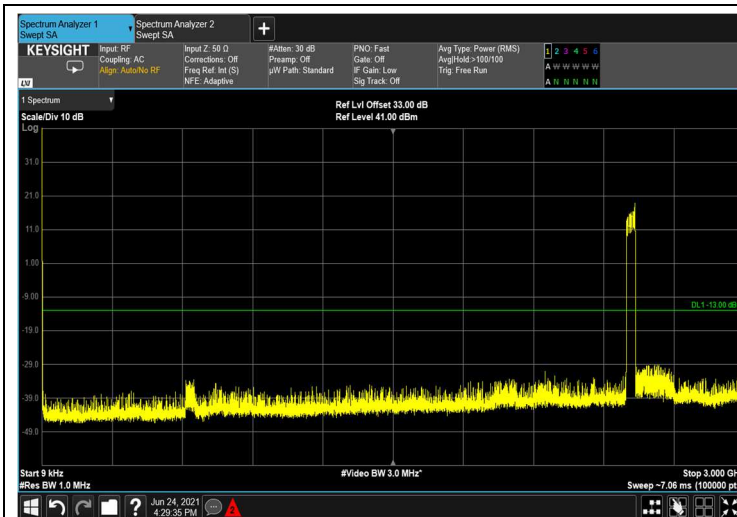 Spectrum Analyzer 1
Swept SA
Spectrum Analyzer 2
Swept SA
+
KEYSIGHT
Input: RF
Coupling: AC
Align: Auto/No RF
Input Z: 50 Ω
Corrections: Off
Freq Ref: Int (S)
NFE: Adaptive
#Atten: 30 dB
Preamp: Off
µW Path: Standard
PNO: Fast
Gate: Off
IF Gain: Low
Sig Track: Off
Avg Type: Power (RMS)
Avg|Hold:>100/100
Trig: Free Run
1 2 3 4 5 6
A W W W W W
A N N N N N
LXI
1 Spectrum
Scale/Div 10 dB
Log
Ref Lvl Offset 33.00 dB
Ref Level 41.00 dBm
31.0
21.0
11.0
1.00
-9.00
DL1 -13.00 dB
-19.0
-29.0
-39.0
-49.0
Start 9 kHz
#Res BW 1.0 MHz
#Video BW 3.0 MHz*
Stop 3.000 GH
Sweep ~7.06 ms (100000 pt
?
Jun 24, 2021
4:29:35 PM
2